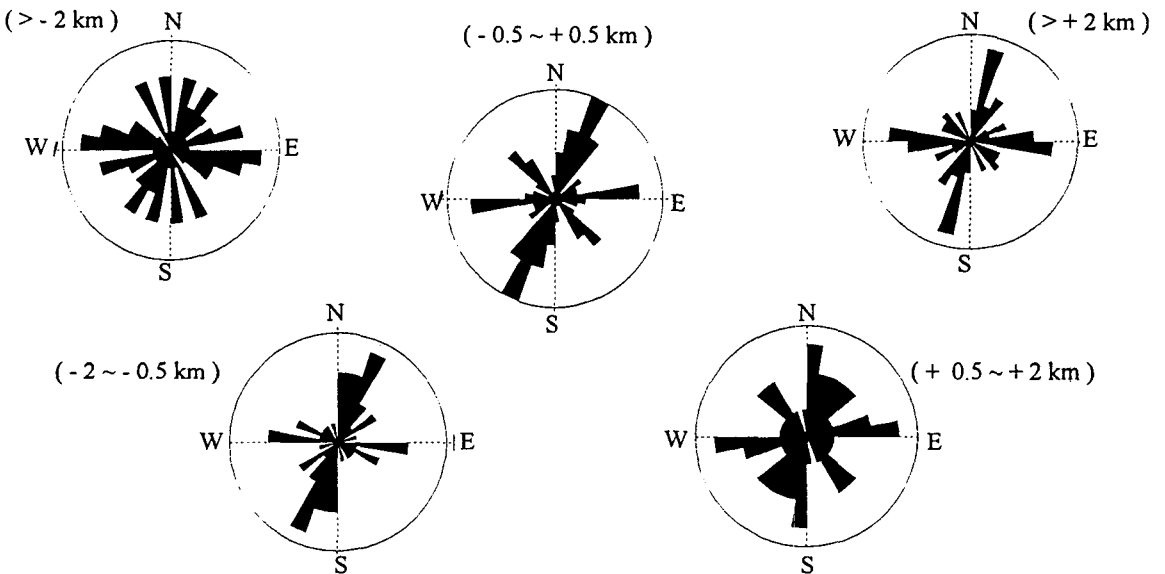 ( > - 2 km )
N
W
E
S
( - 0.5 ~ + 0.5 km )
N
W
E
S
( > + 2 km )
N
W
E
S
( - 2 ~ - 0.5 km )
N
W
E
S
( + 0.5 ~ + 2 km )
N
W
E
S